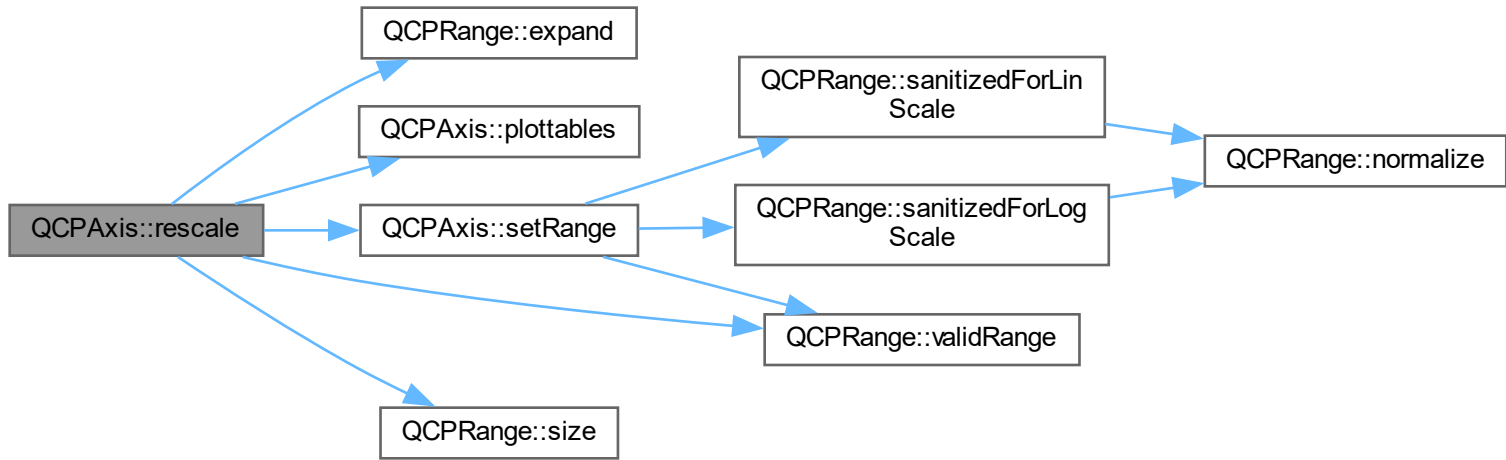 QCPRange::expand
QCPAxis::plottables
QCPAxis::rescale
QCPAxis::setRange
QCPRange::size
QCPRange::sanitizedForLin
Scale
QCPRange::sanitizedForLog
Scale
QCPRange::validRange
QCPRange::normalize